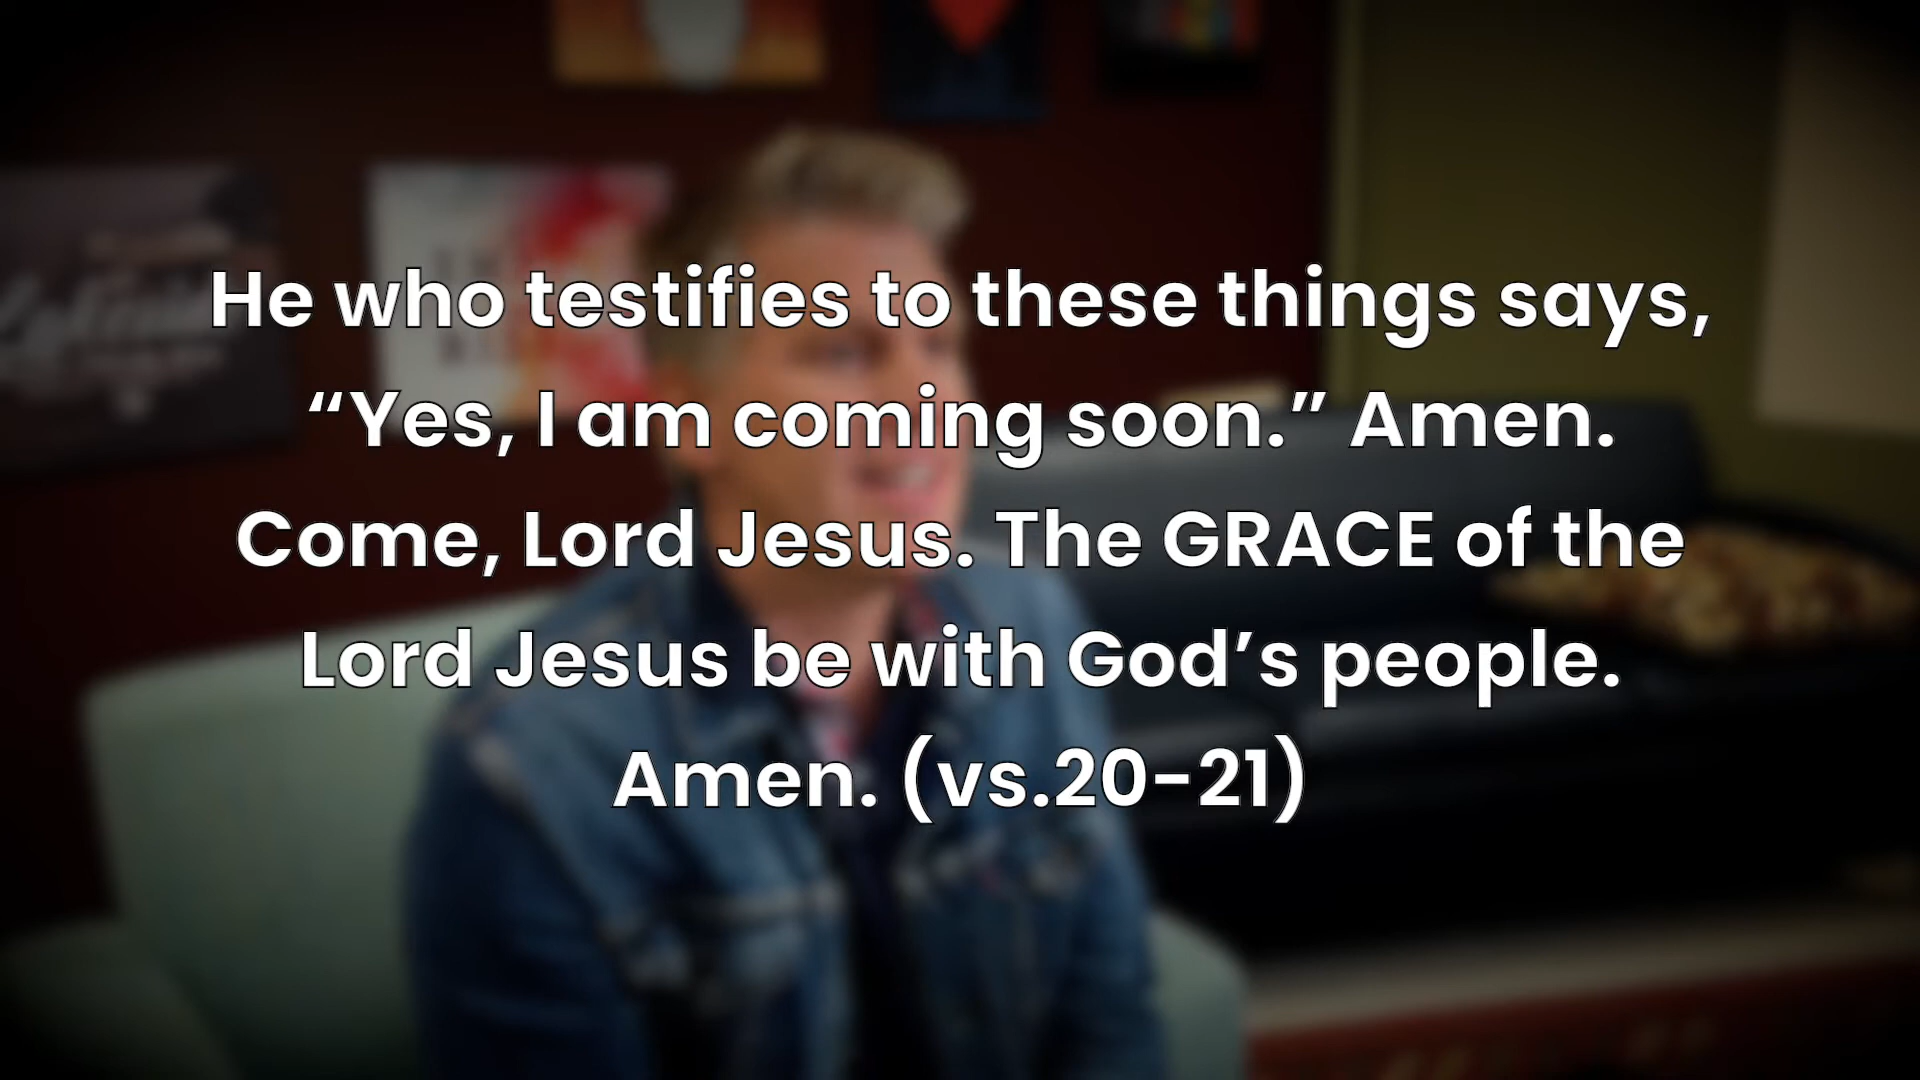 He who testifies to these things says,
“Yes, I am coming soon.” Amen.
Come, Lord Jesus. The GRACE of the
Lord Jesus be with God’s people.
Amen. (vs.20-21)